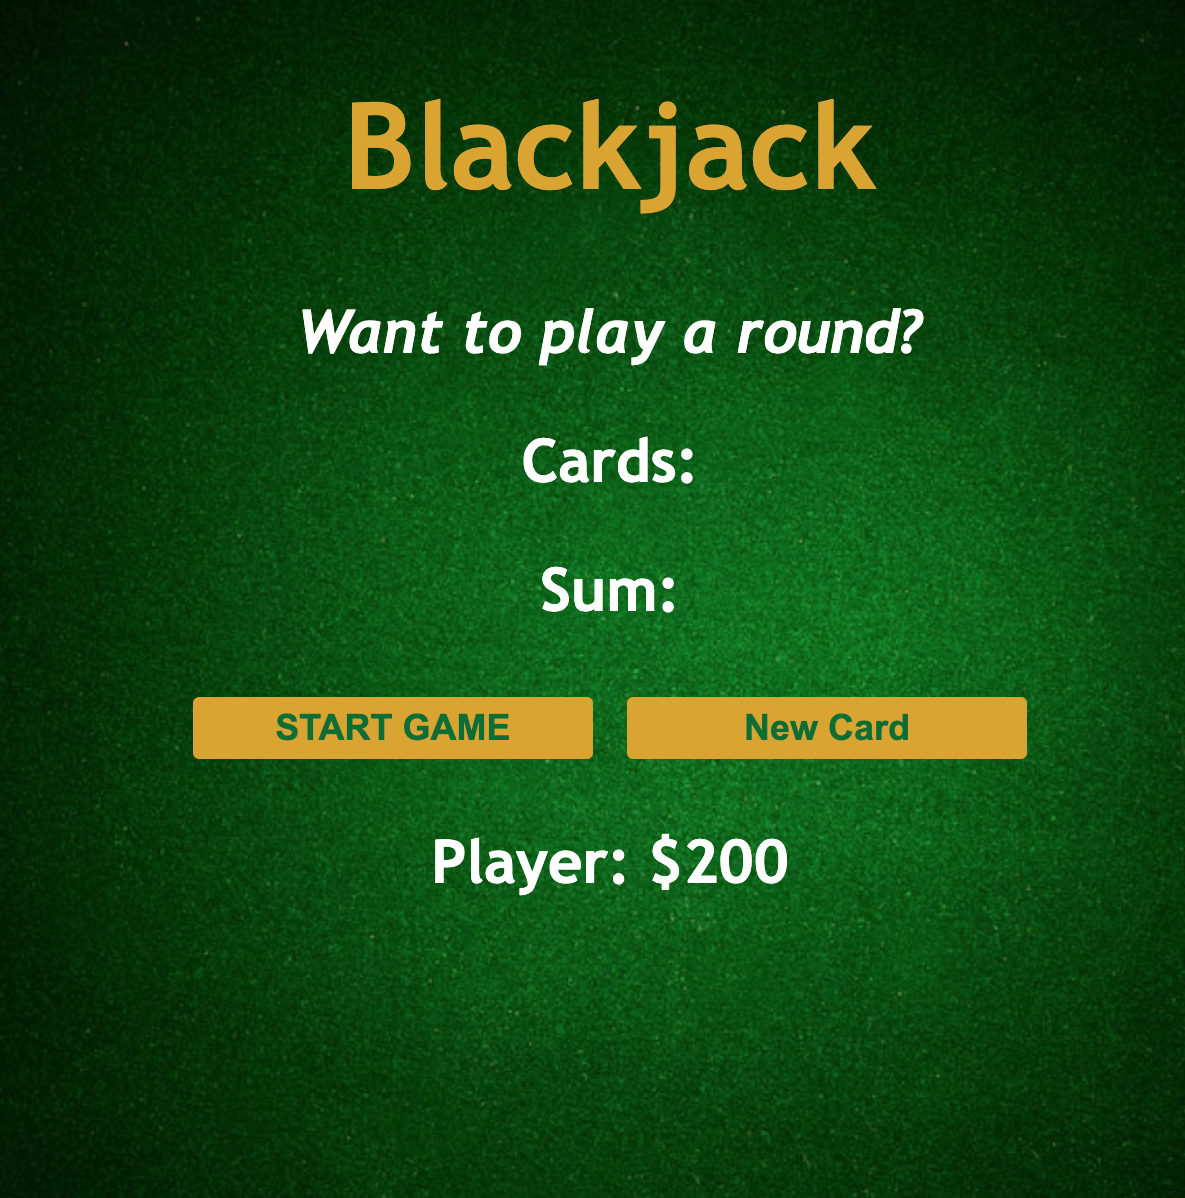 Blackjack
Want to play a round?
Cards:
Sum:
START GAME New Card
Player: $200